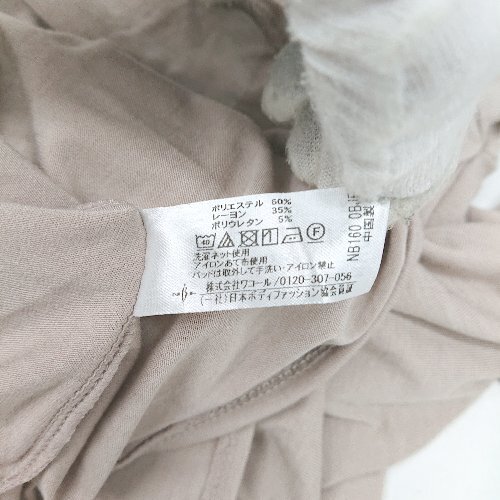 ポリエステル 60%
レーヨン 35%
ポリウレタン 5%
40
F
洗濯ネット使用
アイロンあて布使用
パッドは取外して手洗い・アイロン禁止
株式会社ワコール/0120-307-056
(一社)日本ボディファッション協会会員
NB160 0BJF
中国製